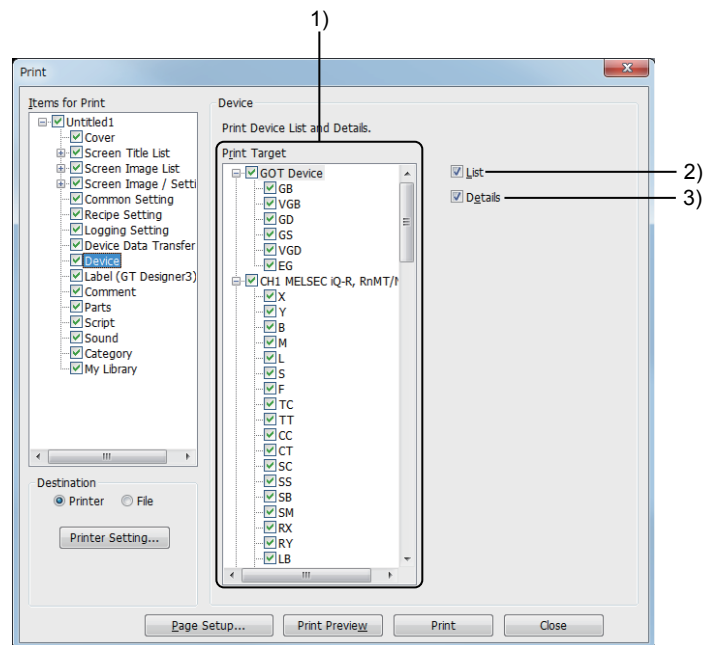 1)
Print
Items for Print
Untitled1
Cover
Screen Title List
Screen Image List
Screen Image / Setti
Common Setting
Recipe Setting
Logging Setting
Device Data Transfer
Device
Label (GT Designer3)
Comment
Parts
Script
Sound
Category
My Library
Destination
Printer
File
Printer Setting...
Device
Print Device List and Details.
Print Target
GOT Device
GB
VGB
GD
GS
VGD
EG
CH1 MELSEC iQ-R, RnMT/
X
Y
B
M
L
S
F
TC
TT
CC
CT
SC
SS
SB
SM
RX
RY
LB
List
2)
Details
3)
Page Setup...
Print Preview
Print
Close